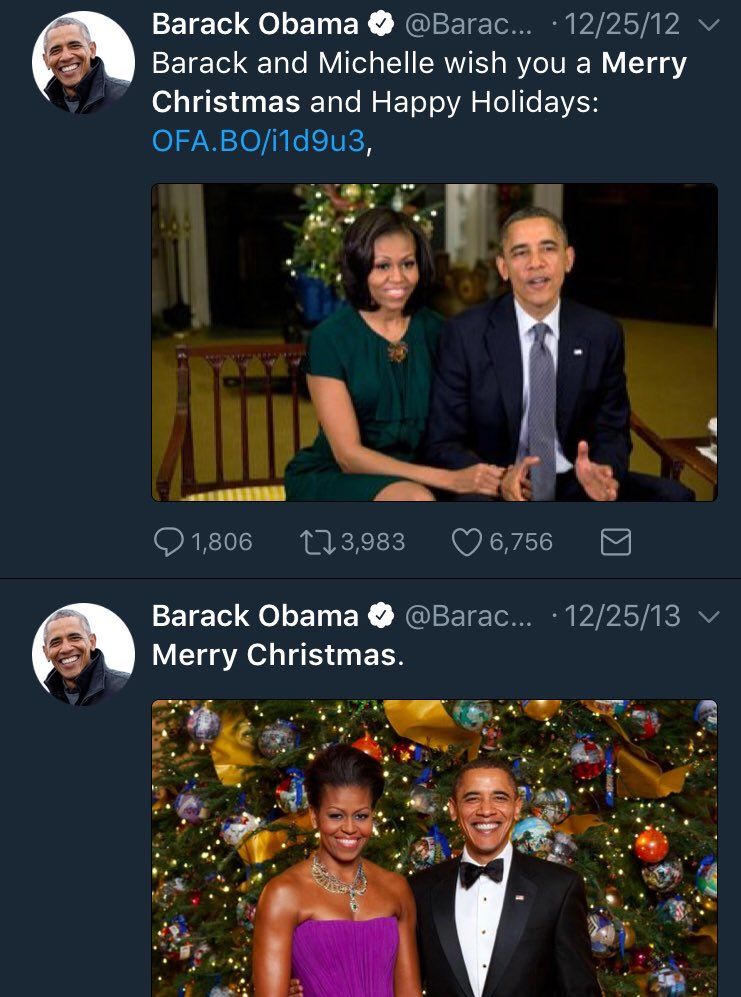 Barack Obama @Barac... · 12/25/12
Barack and Michelle wish you a Merry
Christmas and Happy Holidays:
OFA.BO/i1d9u3,
1,806 3,983 6,756
Barack Obama @Barac... · 12/25/13
Merry Christmas.